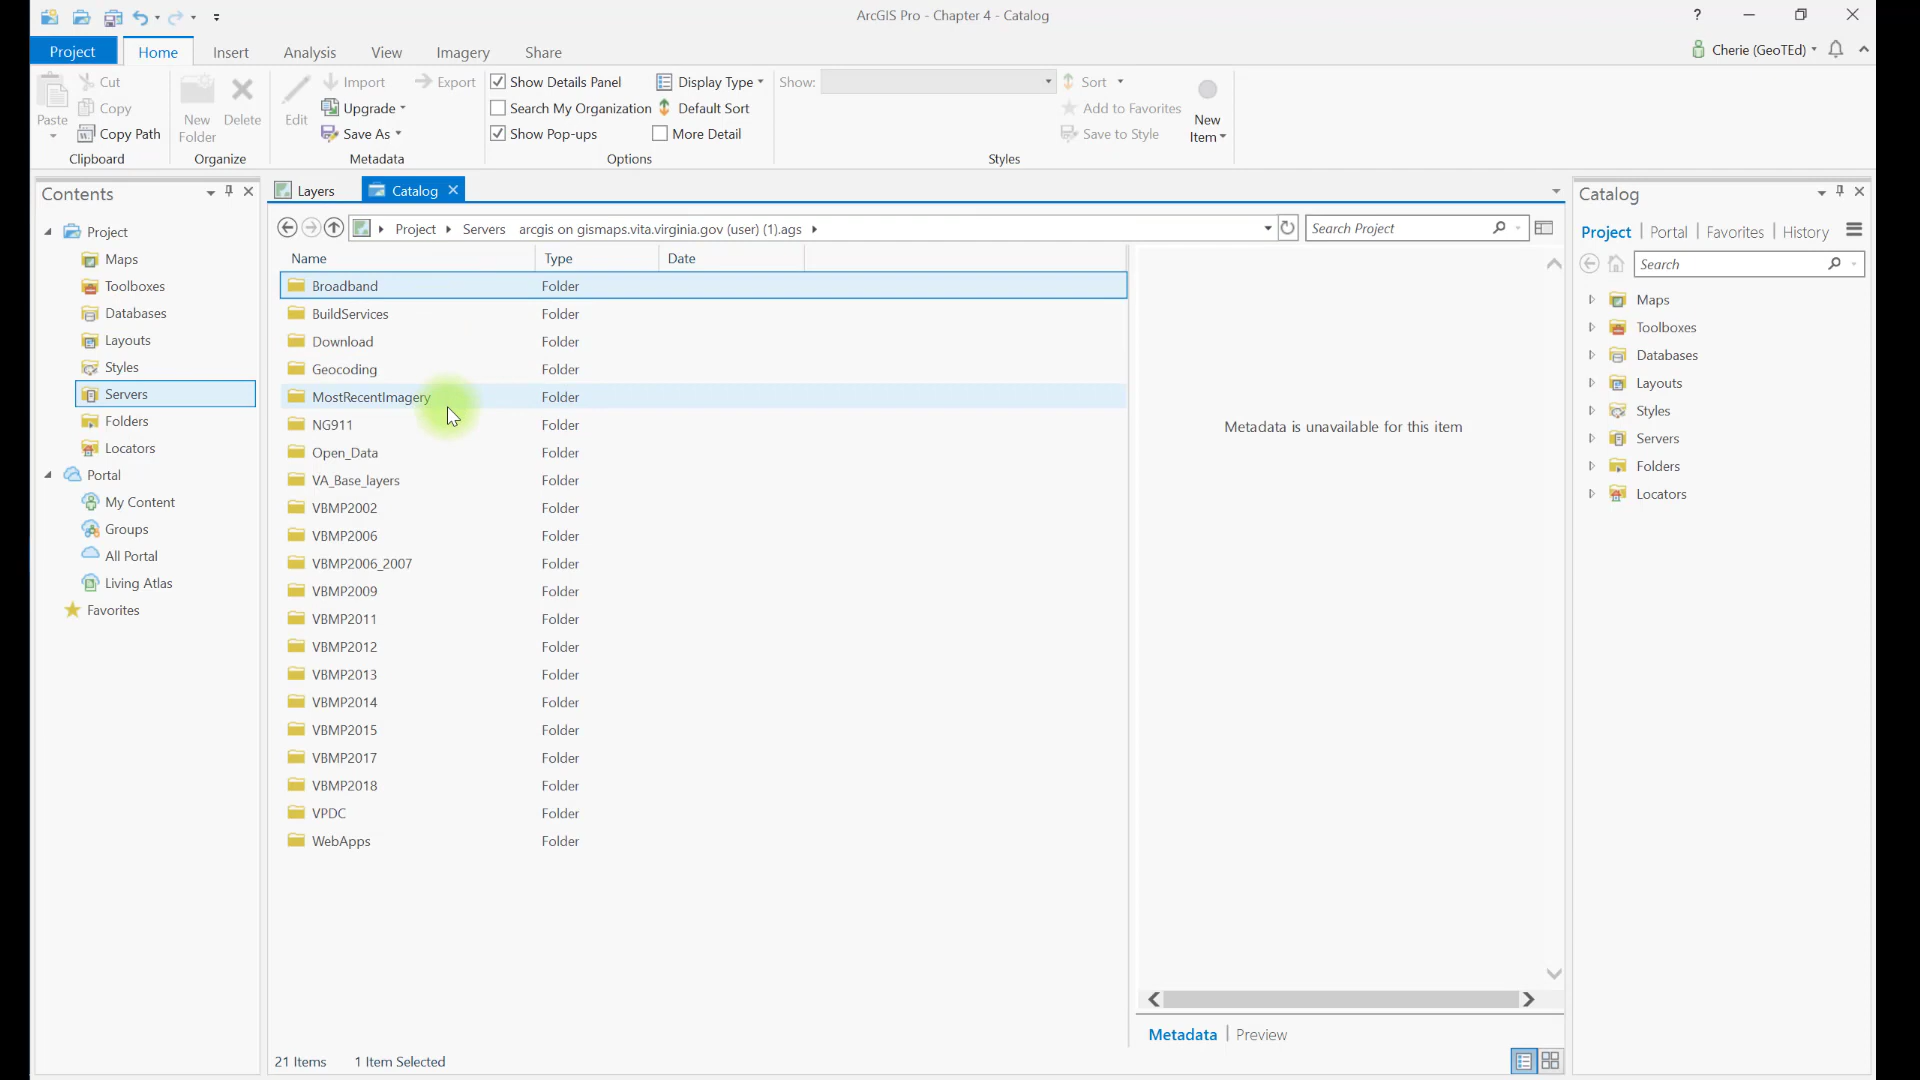 ArcGIS Pro - Chapter 4 - Catalog
?
Project
Home
Insert
Analysis
View
Imagery
Share
Cherie (GeoTEd)
Paste
Cut
Copy
Copy Path
Clipboard
New Folder
Delete
Organize
Edit
Import
Export
Upgrade
Save As
Metadata
Show Details Panel
Search My Organization
Show Pop-ups
Display Type
Default Sort
More Detail
Options
Show:
Sort
Add to Favorites
Save to Style
Styles
New Item
Contents
Project
Maps
Toolboxes
Databases
Layouts
Styles
Servers
Folders
Locators
Portal
My Content
Groups
All Portal
Living Atlas
Favorites
Layers
Catalog
Project
Servers
arcgis on gismaps.vita.virginia.gov (user) (1).ags
Search Project
Name Type Date
Broadband Folder
BuildServices Folder
Download Folder
Geocoding Folder
MostRecentImagery Folder
NG911 Folder
Open_Data Folder
VA_Base_layers Folder
VBMP2002 Folder
VBMP2006 Folder
VBMP2006_2007 Folder
VBMP2009 Folder
VBMP2011 Folder
VBMP2012 Folder
VBMP2013 Folder
VBMP2014 Folder
VBMP2015 Folder
VBMP2017 Folder
VBMP2018 Folder
VPDC Folder
WebApps Folder
21 Items 1 Item Selected
Metadata is unavailable for this item
Metadata | Preview
Catalog
Project | Portal | Favorites | History
Search
Maps
Toolboxes
Databases
Layouts
Styles
Servers
Folders
Locators